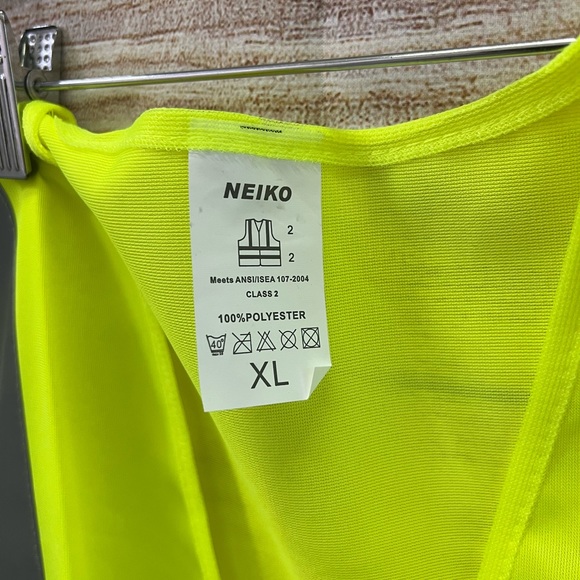 NEIKO
2
2
Meets ANSI/ISEA 107-2004
CLASS 2
100%POLYESTER
40°
XL